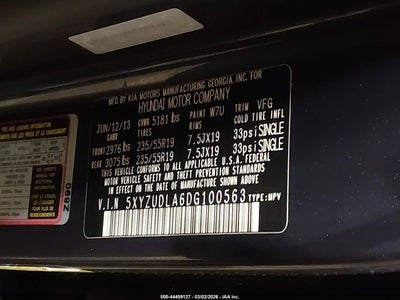 MFD. BY KIA MOTORS MANUFACTURING GEORGIA, INC. FOR
HYUNDAI MOTOR COMPANY
JUN/12/13 GVWR 5181 lbs PAINT W7U TRIM VFG
GAWR TIRES RIMS COLD TIRE INFL
FRONT 2976 lbs 235/55R19 7.5JX19 33psi SINGLE
REAR 3075 lbs 235/55R19 7.5JX19 33psi SINGLE
THIS VEHICLE CONFORMS TO ALL APPLICABLE U.S.A. FEDERAL
MOTOR VEHICLE SAFETY AND THEFT PREVENTION STANDARDS
IN EFFECT ON THE DATE OF MANUFACTURE SHOWN ABOVE.
V.I.N 5XYZUDLA6DG100563 TYPE:MPV
000-44459127 - 03/02/2026 - IAA Inc.